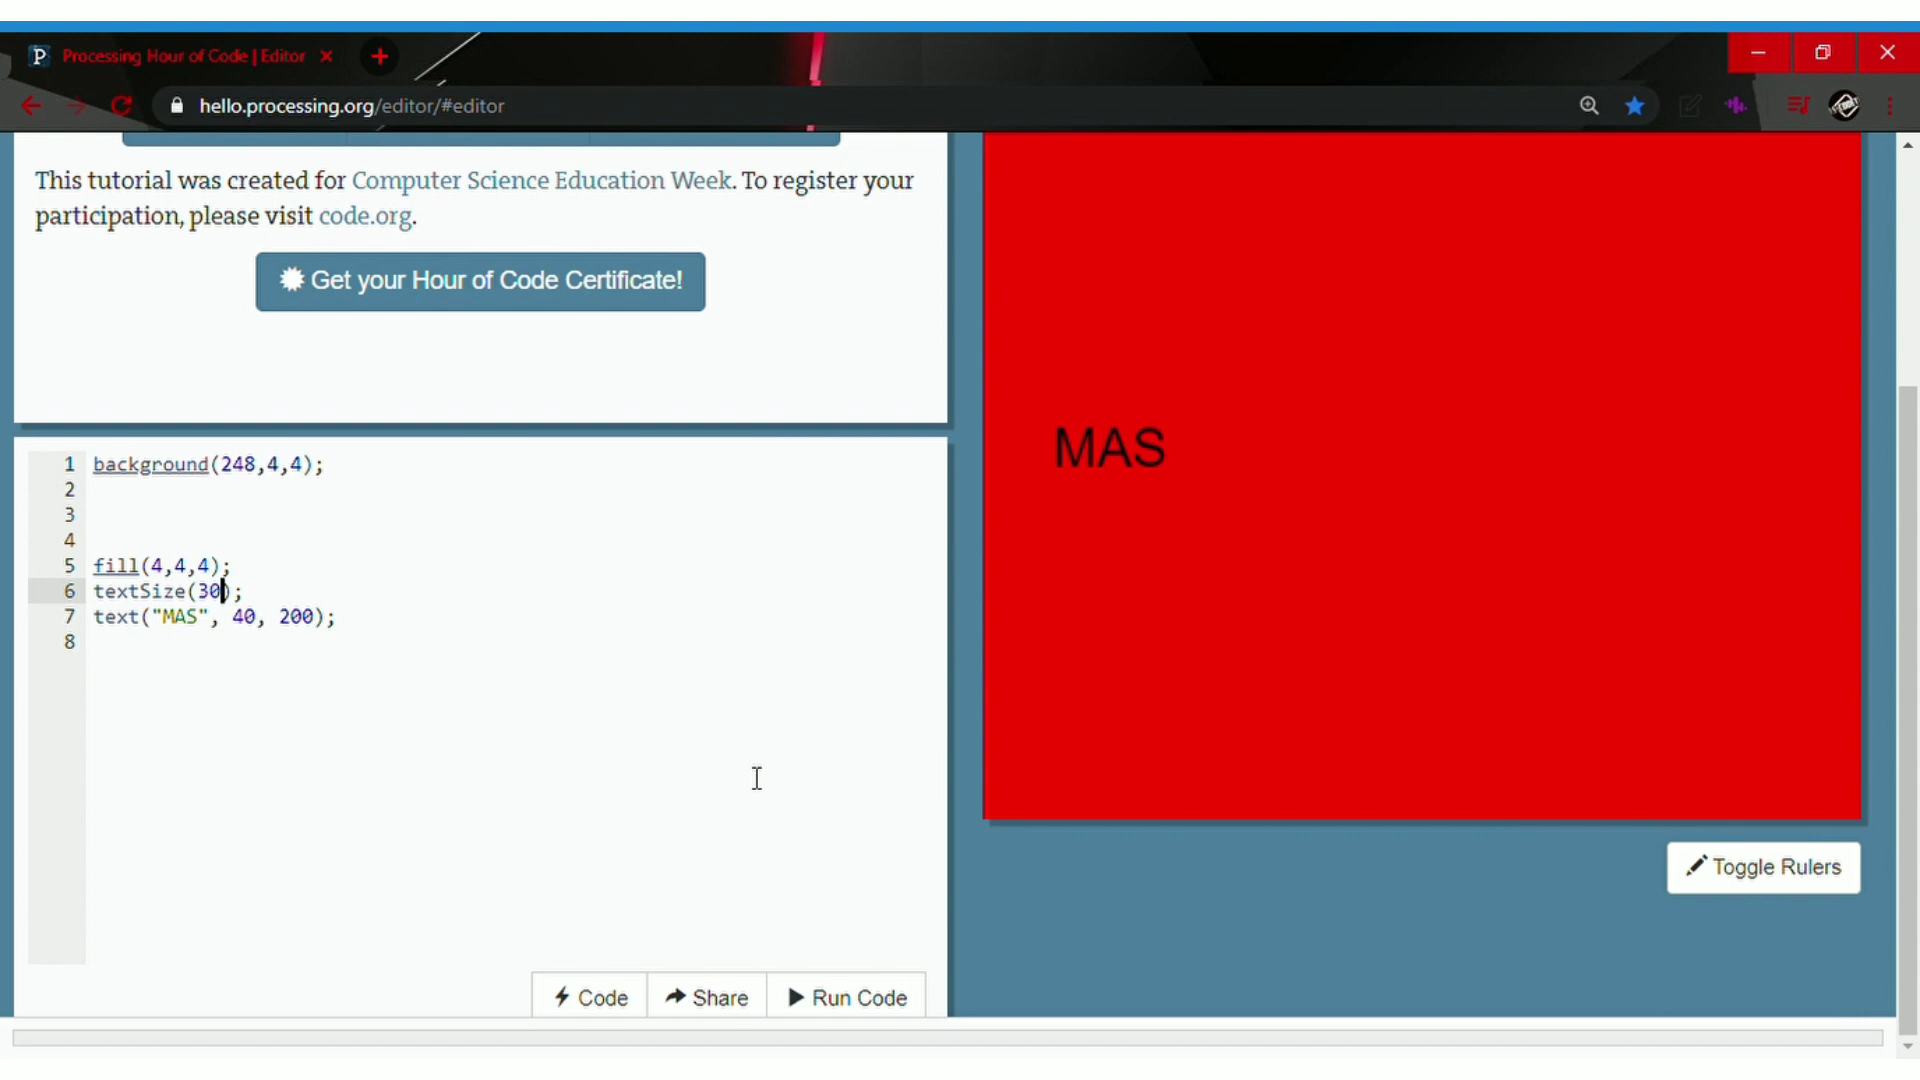 Processing Hour of Code | Editor
hello.processing.org/editor/#editor
This tutorial was created for Computer Science Education Week. To register your
participation, please visit code.org.
Get your Hour of Code Certificate!
1 background(248,4,4);
2
3
4
5 fill(4,4,4);
6 textSize(30);
7 text("MAS", 40, 200);
8
Code
Share
Run Code
MAS
Toggle Rulers